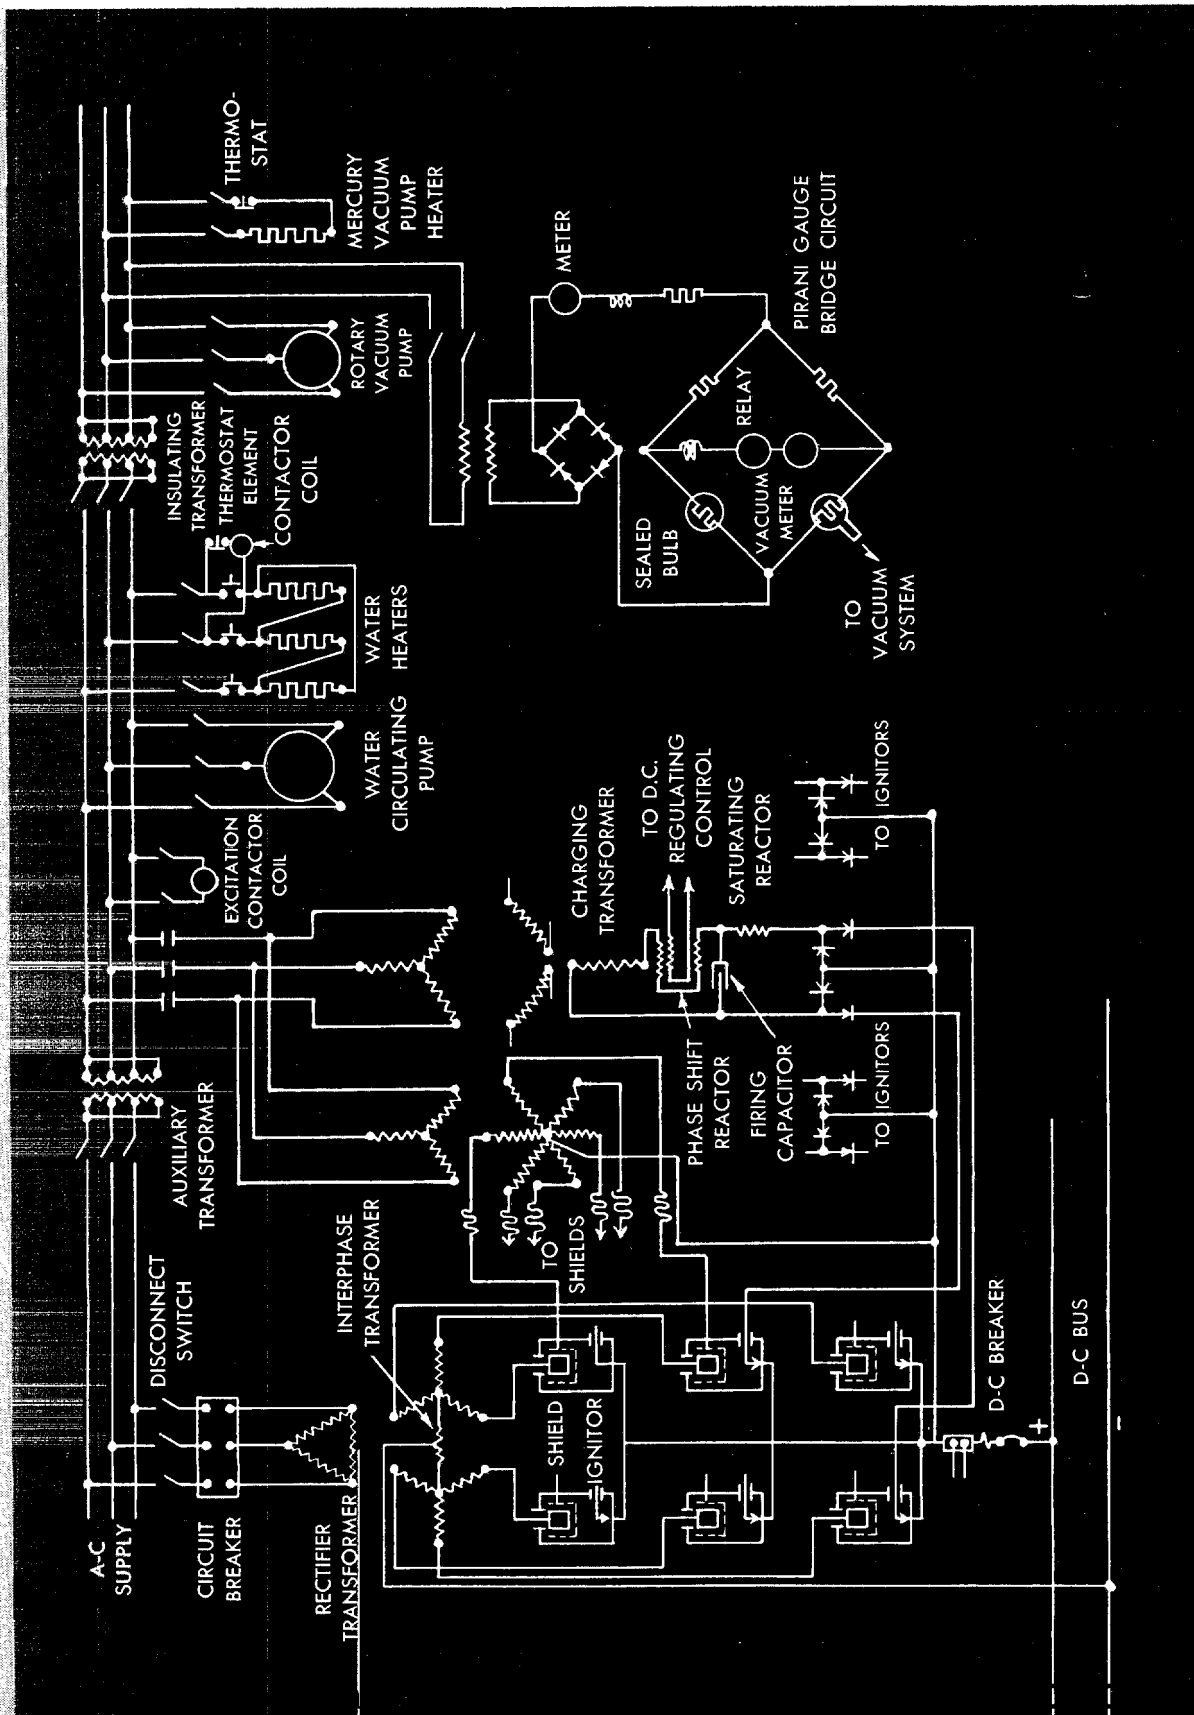 A-C
SUPPLY
DISCONNECT
SWITCH
CIRCUIT
BREAKER
RECTIFIER
TRANSFORMER
INTERPHASE
TRANSFORMER
AUXILIARY
TRANSFORMER
EXCITATION
CONTACTOR
COIL
WATER
CIRCULATING
PUMP
WATER
HEATERS
INSULATING
TRANSFORMER
THERMOSTAT
ELEMENT
CONTACTOR
COIL
ROTARY
VACUUM
PUMP
THERMO-
STAT
MERCURY
VACUUM
PUMP
HEATER
METER
PIRANI GAUGE
BRIDGE CIRCUIT
RELAY
VACUUM
METER
SEALED
BULB
TO
VACUUM
SYSTEM
CHARGING
TRANSFORMER
TO D.C.
REGULATING
CONTROL
SATURATING
REACTOR
PHASE SHIFT
REACTOR
FIRING
CAPACITOR
TO IGNITORS
TO IGNITORS
TO
SHIELDS
SHIELD
IGNITOR
D-C BREAKER
+
D-C BUS
-